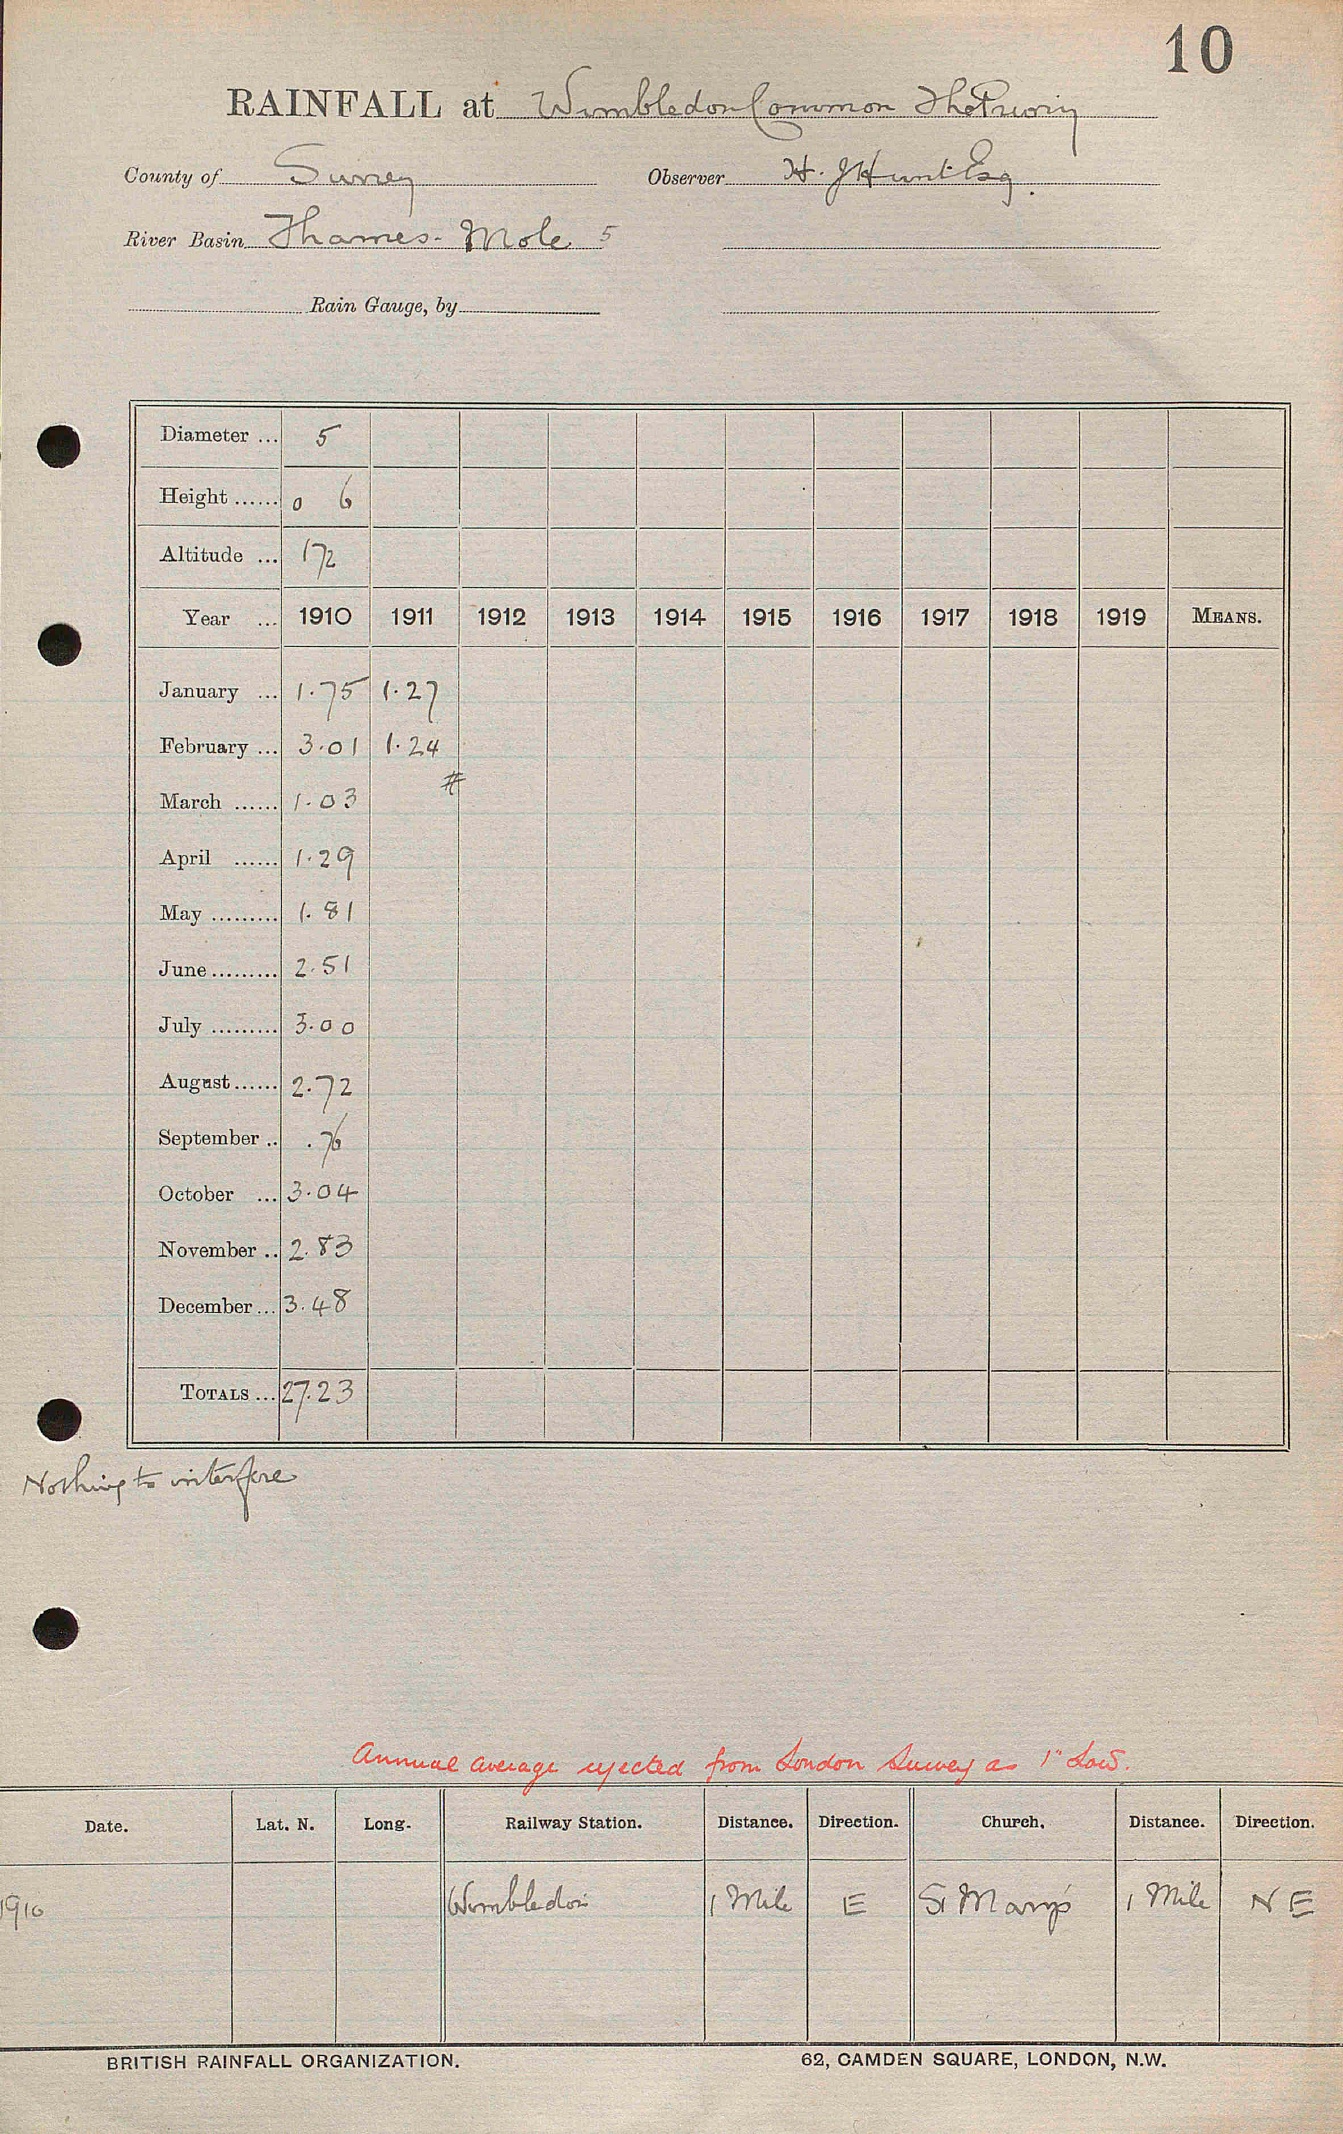 10
RAINFALL at Wimbledon Common
County of Surrey Observer H. J Hunt Esq.
River Basin Thames - Mole 5
Rain Gauge, by
Diameter ... 5
Height ...... 0 6
Altitude ... 172
Year ... 1910 1911 1912 1913 1914 1915 1916 1917 1918 1919 MEANS.
January ... 1.75 1.27
February ... 3.01 1.24
#
March ...... 1.03
April ...... 1.29
May ......... 1.81
June ......... 2.51
July ......... 3.00
August ...... 2.72
September .. .76
October ... 3.04
November .. 2.83
December ... 3.48
TOTALS ... 27.23
Nothing to interfere
Annual average rejected from London Survey as 1" Low.
Date. Lat. N. Long. Railway Station. Distance. Direction. Church. Distance. Direction.
1910 Wimbledon 1 Mile E St Mary's 1 Mile NE
BRITISH RAINFALL ORGANIZATION. 62, CAMDEN SQUARE, LONDON, N.W.